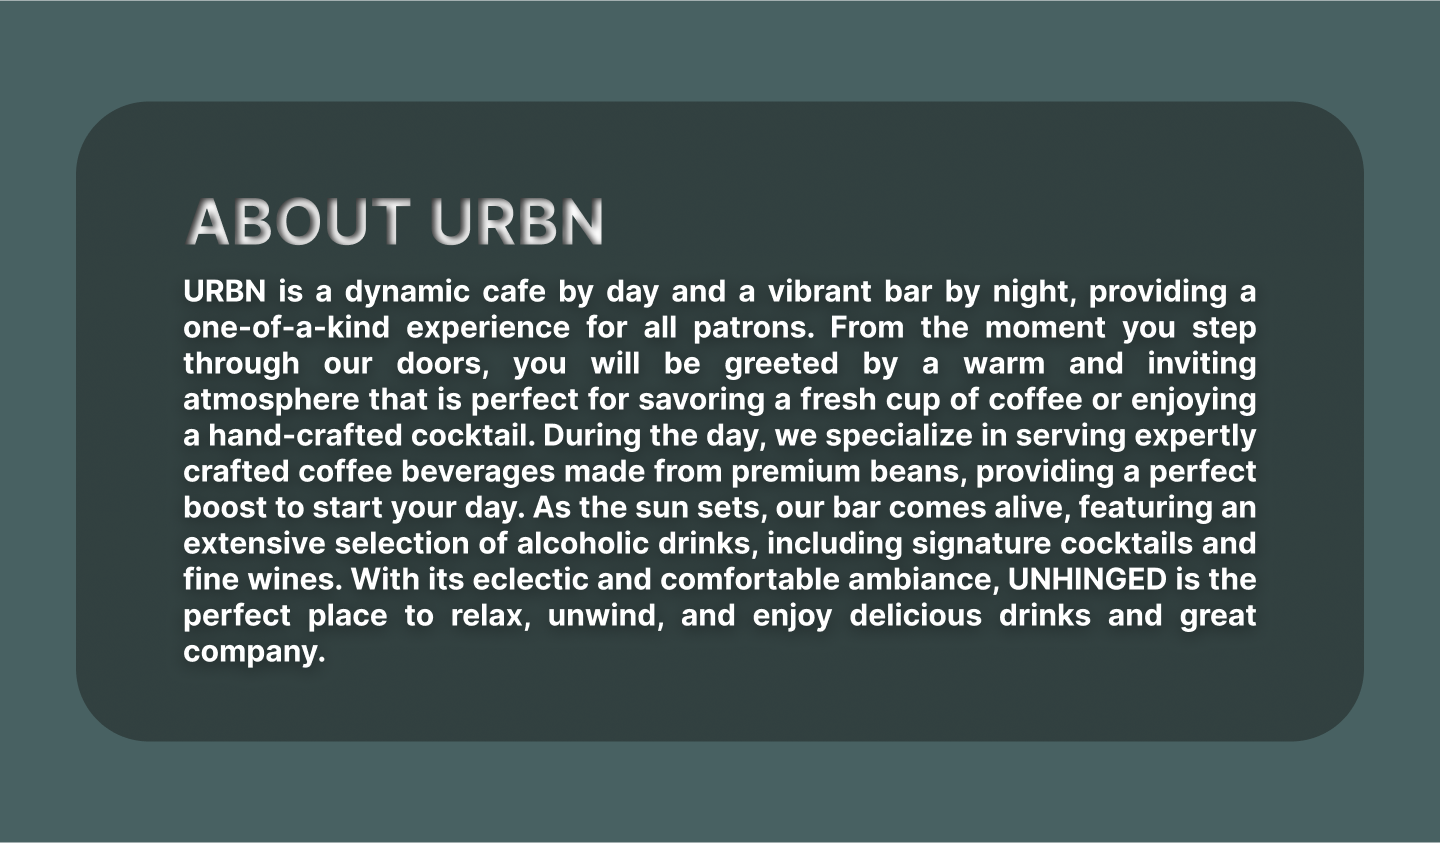 ABOUT URBN
URBN is a dynamic cafe by day and a vibrant bar by night, providing a
one-of-a-kind experience for all patrons. From the moment you step
through our doors, you will be greeted by a warm and inviting
atmosphere that is perfect for savoring a fresh cup of coffee or enjoying
a hand-crafted cocktail. During the day, we specialize in serving expertly
crafted coffee beverages made from premium beans, providing a perfect
boost to start your day. As the sun sets, our bar comes alive, featuring an
extensive selection of alcoholic drinks, including signature cocktails and
fine wines. With its eclectic and comfortable ambiance, UNHINGED is the
perfect place to relax, unwind, and enjoy delicious drinks and great
company.